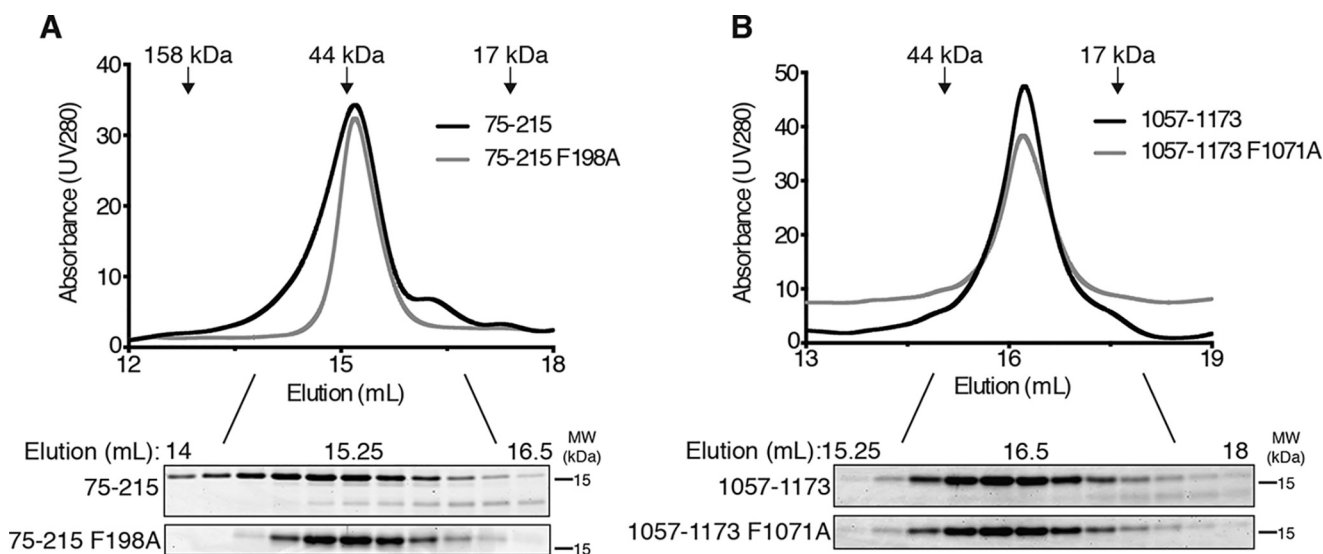 A
158 kDa 44 kDa 17 kDa
40
30
20
10
0
Absorbance (UV280)
75-215
75-215 F198A
12 15 18
Elution (mL)
Elution (mL): 14 15.25 16.5 MW (kDa)
75-215 15
75-215 F198A 15
B
44 kDa 17 kDa
50
40
30
20
10
0
Absorbance (UV280)
1057-1173
1057-1173 F1071A
13 16 19
Elution (mL)
Elution (mL): 15.25 16.5 18 MW (kDa)
1057-1173 15
1057-1173 F1071A 15